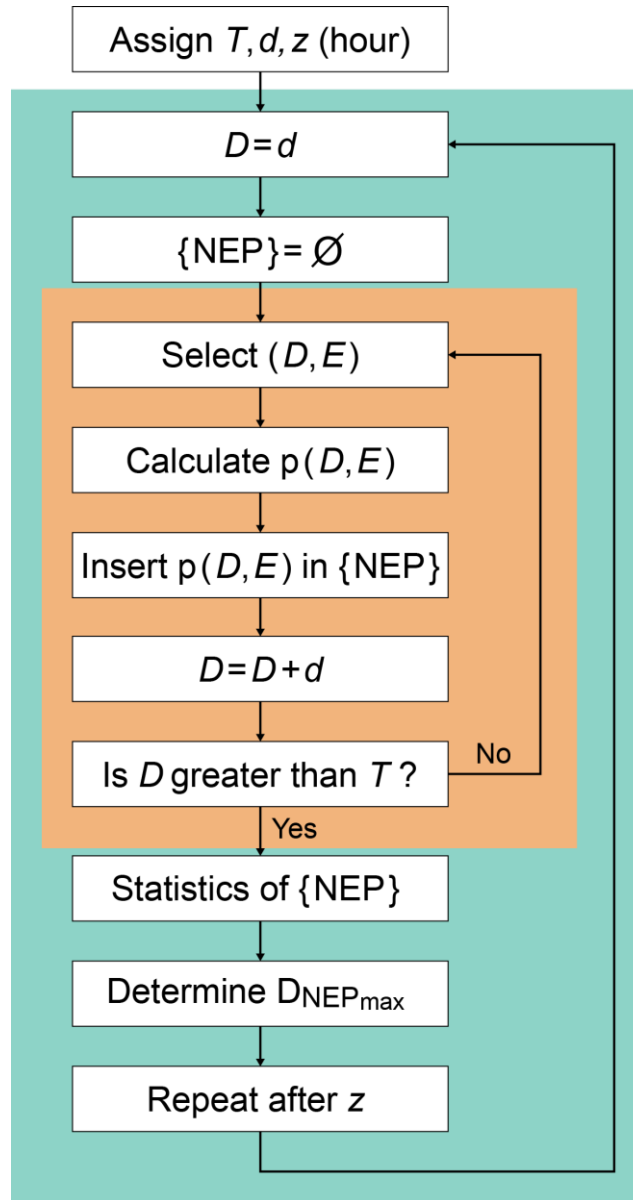 Assign T, d, z (hour)
D = d
{NEP} = Ø
Select (D, E)
Calculate p(D, E)
Insert p(D, E) in {NEP}
D = D + d
Is D greater than T ?
No
Yes
Statistics of {NEP}
Determine D_NEP_max
Repeat after z